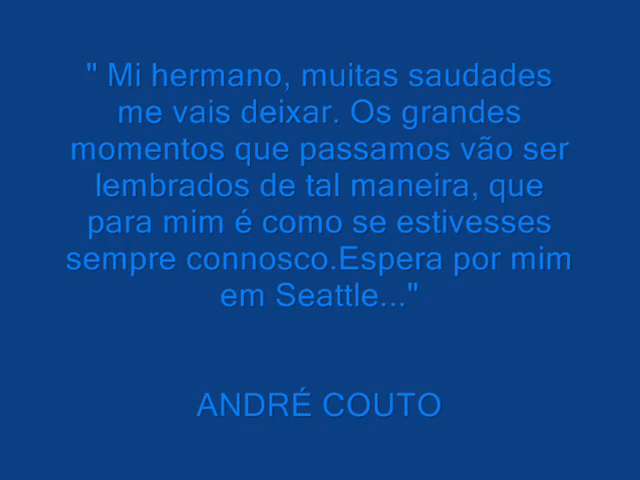 " Mi hermano, muitas saudades
me vais deixar. Os grandes
momentos que passamos vão ser
lembrados de tal maneira, que
para mim é como se estivesses
sempre connosco.Espera por mim
em Seattle..."
ANDRÉ COUTO